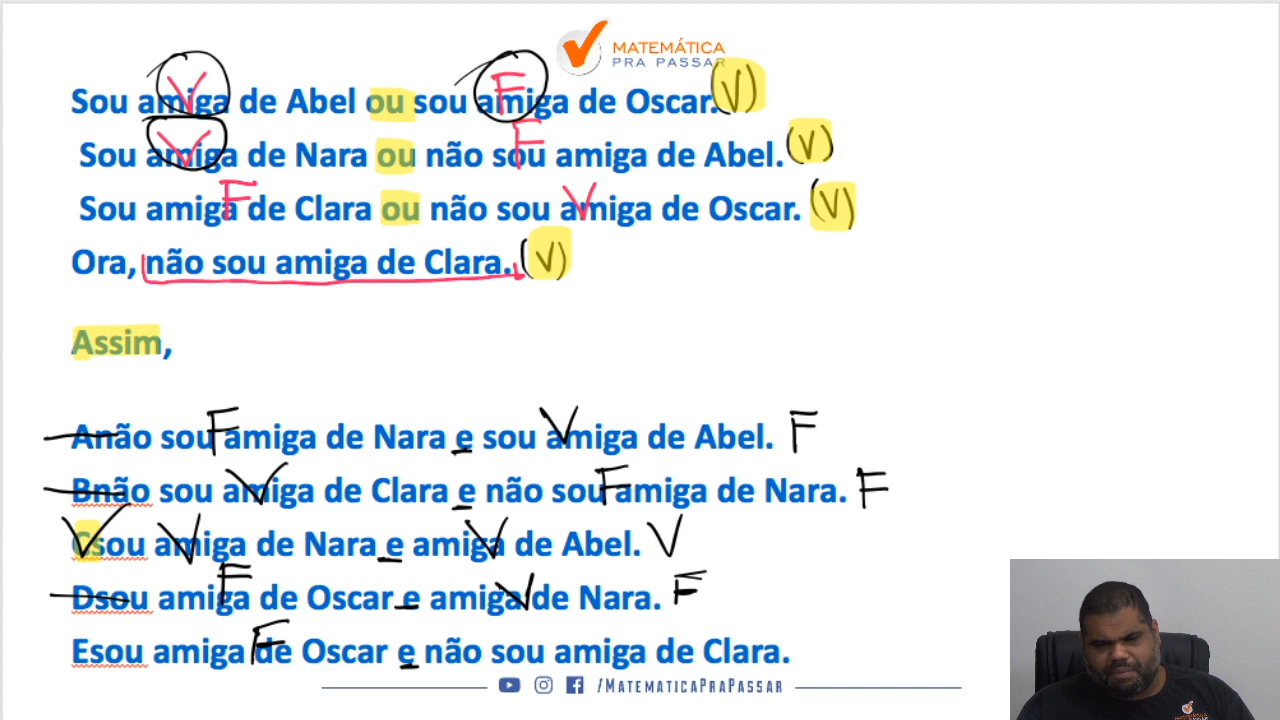 MATEMÁTICA
PRA PASSAR
V F
Sou amiga de Abel ou sou amiga de Oscar. (V)
V F
Sou amiga de Nara ou não sou amiga de Abel. (V)
F V
Sou amiga de Clara ou não sou amiga de Oscar. (V)
Ora, não sou amiga de Clara. (V)
Assim,
F V
Anão sou amiga de Nara e sou amiga de Abel. F
V F
Bnão sou amiga de Clara e não sou amiga de Nara. F
V V V
Csou amiga de Nara e amiga de Abel. V
F V
Dsou amiga de Oscar e amiga de Nara. F
F
Esou amiga de Oscar e não sou amiga de Clara.
/MATEMATICAPRAPASSAR